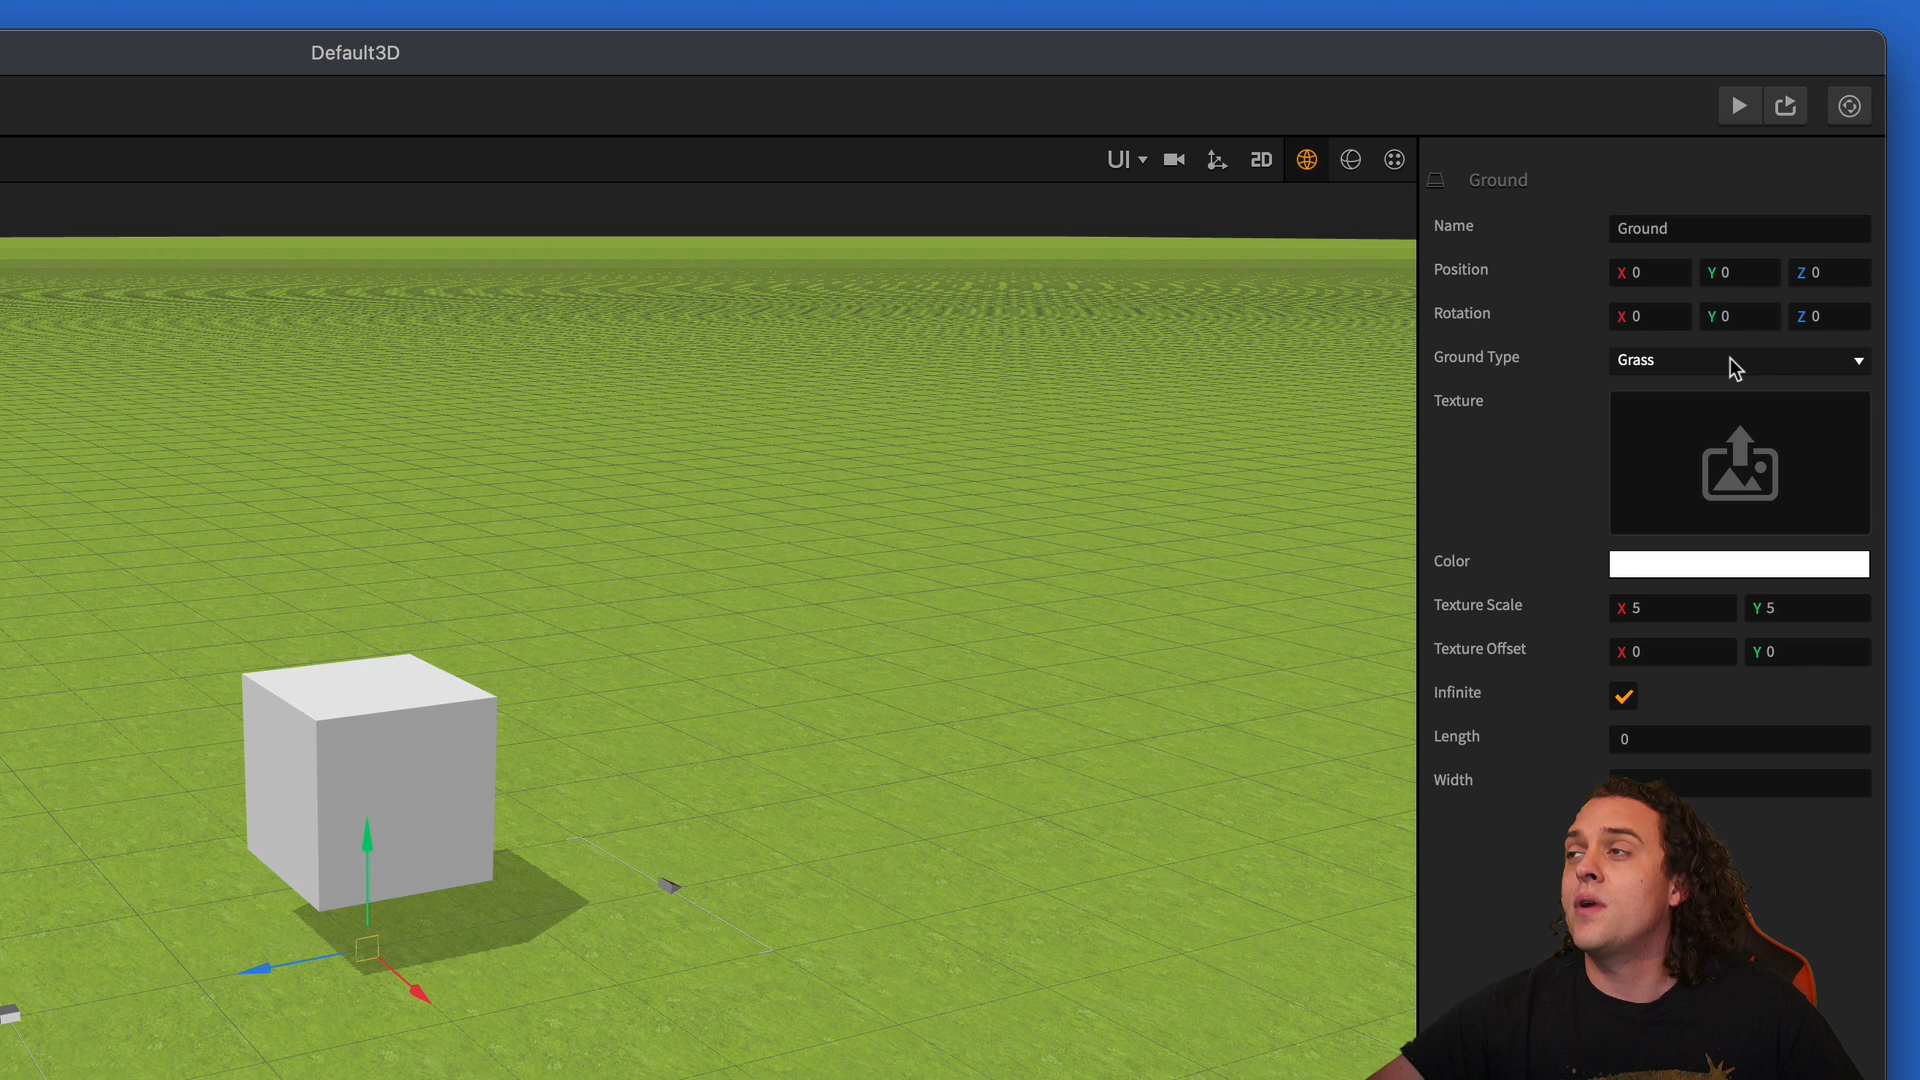 Default3D
UI 2D
Ground
Name Ground
Position X 0 Y 0 Z 0
Rotation X 0 Y 0 Z 0
Ground Type Grass
Texture
Color
Texture Scale X 5 Y 5
Texture Offset X 0 Y 0
Infinite
Length 0
Width